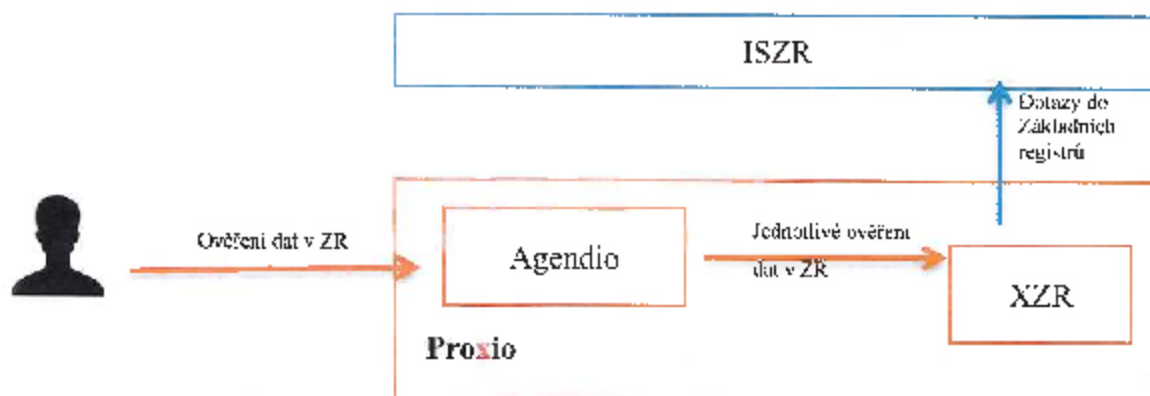 ISZR
Dotazy do
Základních
registrů
Ověření dat v ZR
Agendio
Jednotlivé ověření
dat v ZR
XZR
Proxio